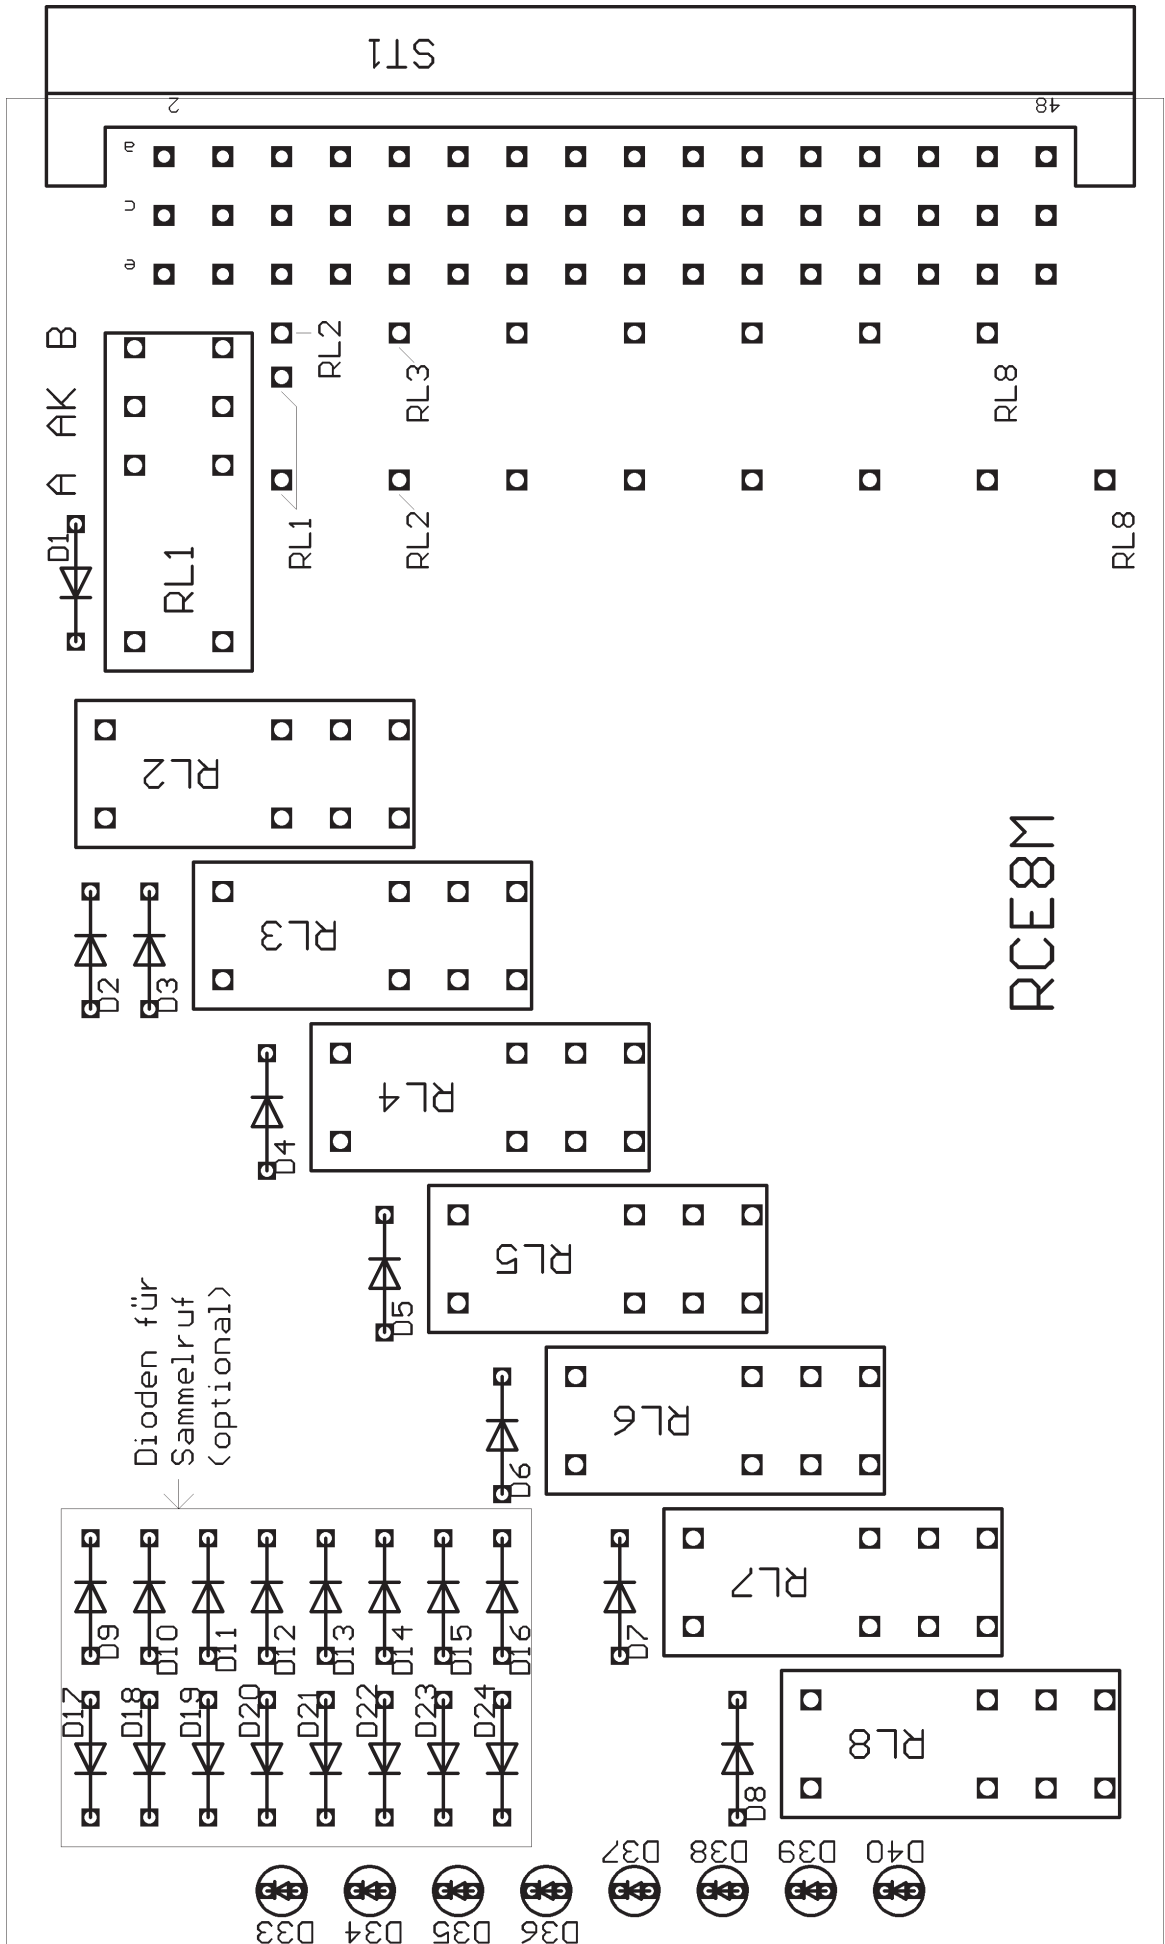 ST1
2
48
a
c
e
A AK B
RL2
RL3
RL8
D1
RL1
RL1
RL2
RL8
RL2
RL3
D2
D3
RCE8M
RL4
D4
RL5
D5
Dioden für
Sammelruf
(optional)
RL6
D6
RL7
D7
D9
D10
D11
D12
D13
D14
D15
D16
D17
D18
D19
D20
D21
D22
D23
D24
RL8
D8
D37
D38
D39
D40
D33
D34
D35
D36